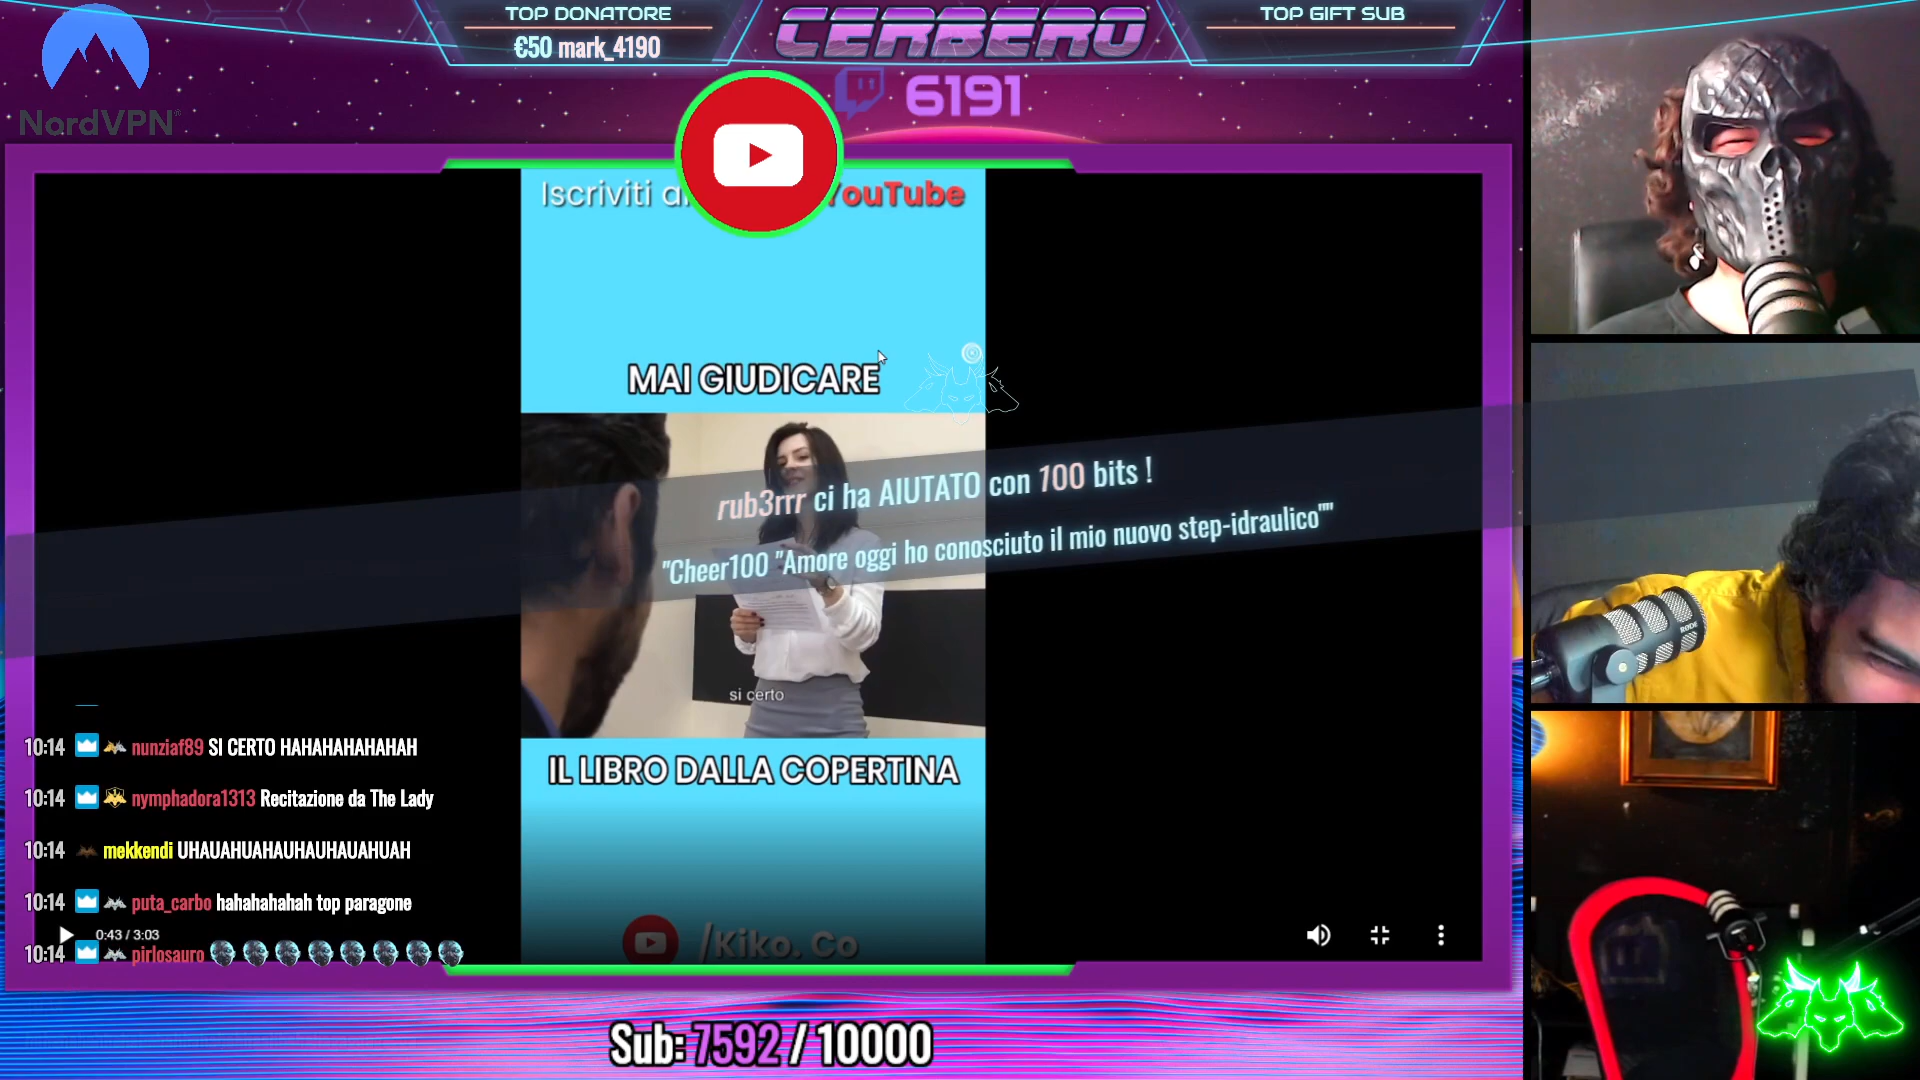 NordVPN
TOP DONATORE
€50 mark_4190
CERBERO
6191
TOP GIFT SUB
Iscriviti
YouTube
MAI GIUDICARE
rub3rrr ci ha AIUTATO con 100 bits !
"Cheer100 "Amore oggi ho conosciuto il mio nuovo step-idraulico""
si certo
IL LIBRO DALLA COPERTINA
/Kiko. Co
10:14 nunziaf89 SI CERTO HAHAHAHAHAHAH
10:14 nymphadora1313 Recitazione da The Lady
10:14 mekkendi UHAUAHUAHAUHAUHAUAHUAH
10:14 puta_carbo hahahahahah top paragone
0:43 / 3:03
10:14 pirlosauro
Sub: 7592 / 10000
RØDE